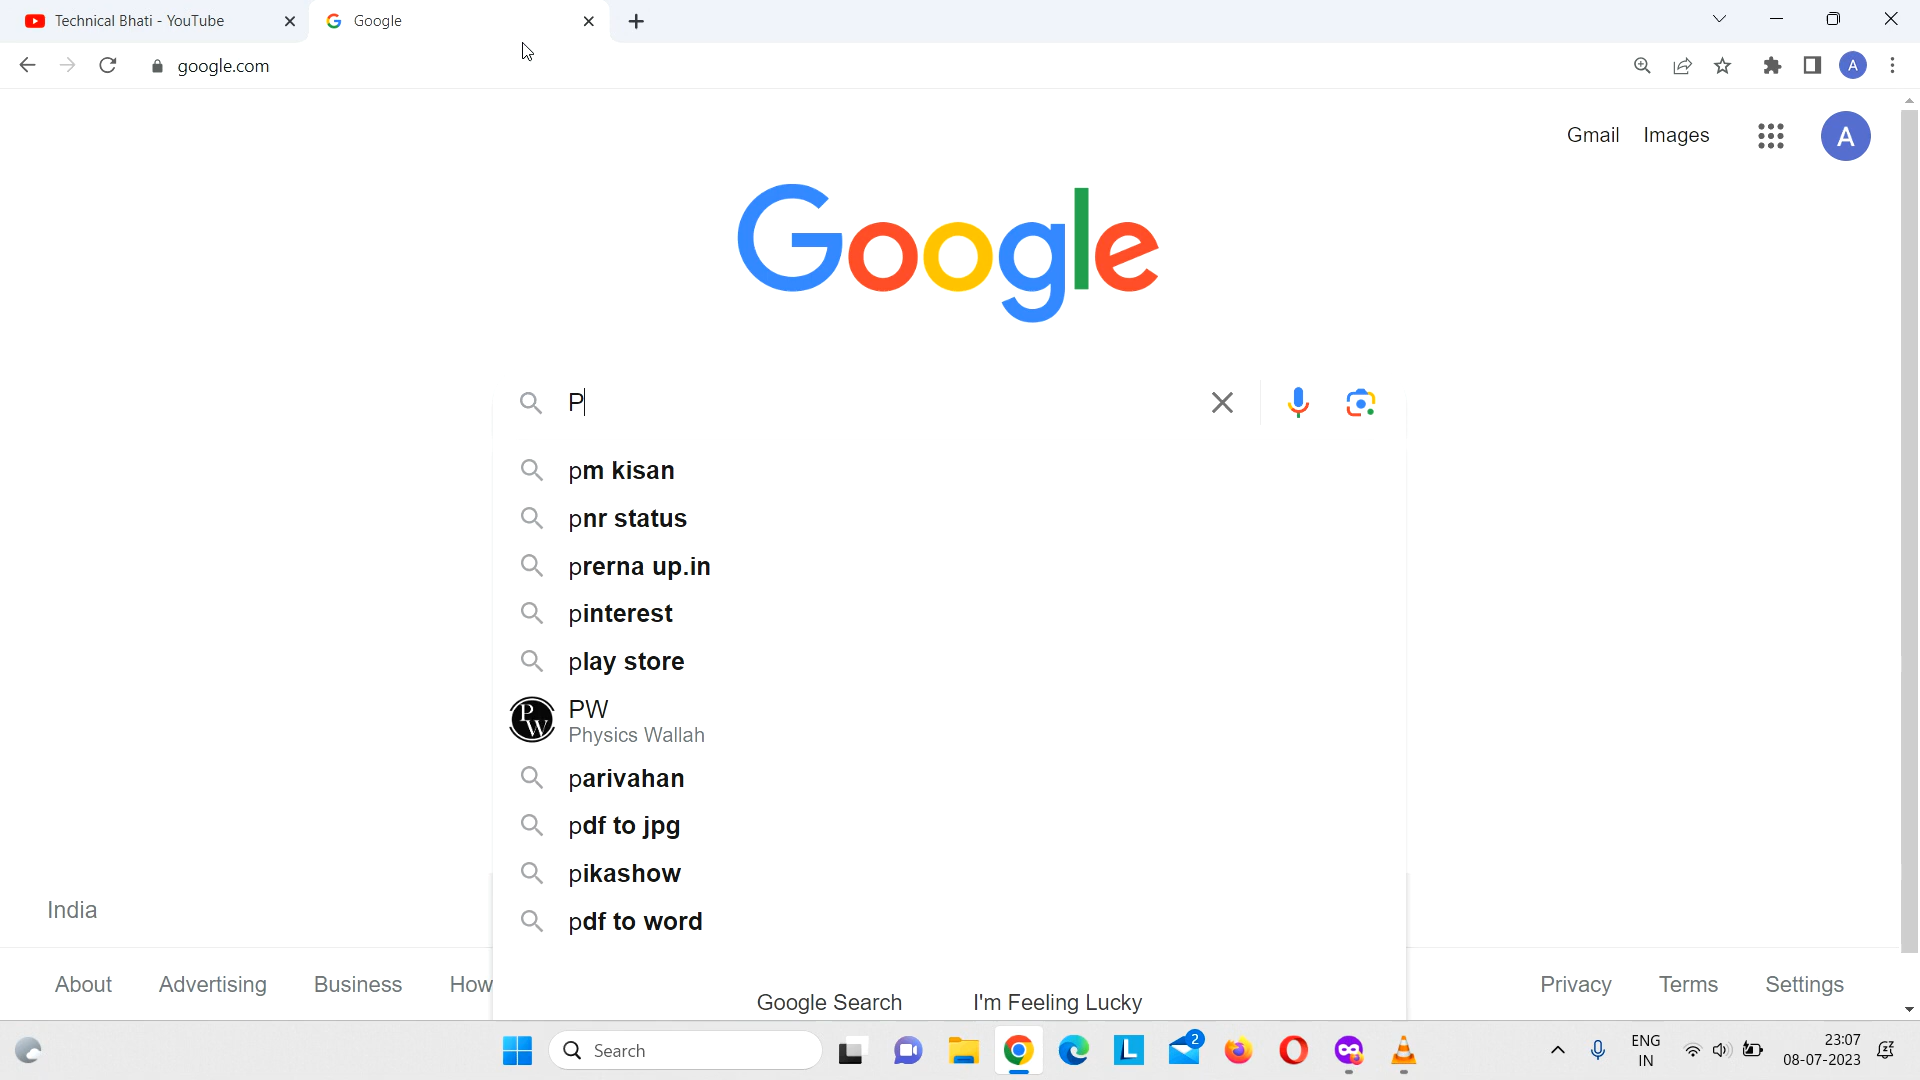 Technical Bhati - YouTube
Google
google.com
A
Gmail Images
A
Google
P
pm kisan
pnr status
prerna up.in
pinterest
play store
PW
PW
Physics Wallah
parivahan
pdf to jpg
pikashow
pdf to word
Google Search I'm Feeling Lucky
India
About Advertising Business How
Privacy Terms Settings
Search
L
2
ENG
IN
23:07
08-07-2023